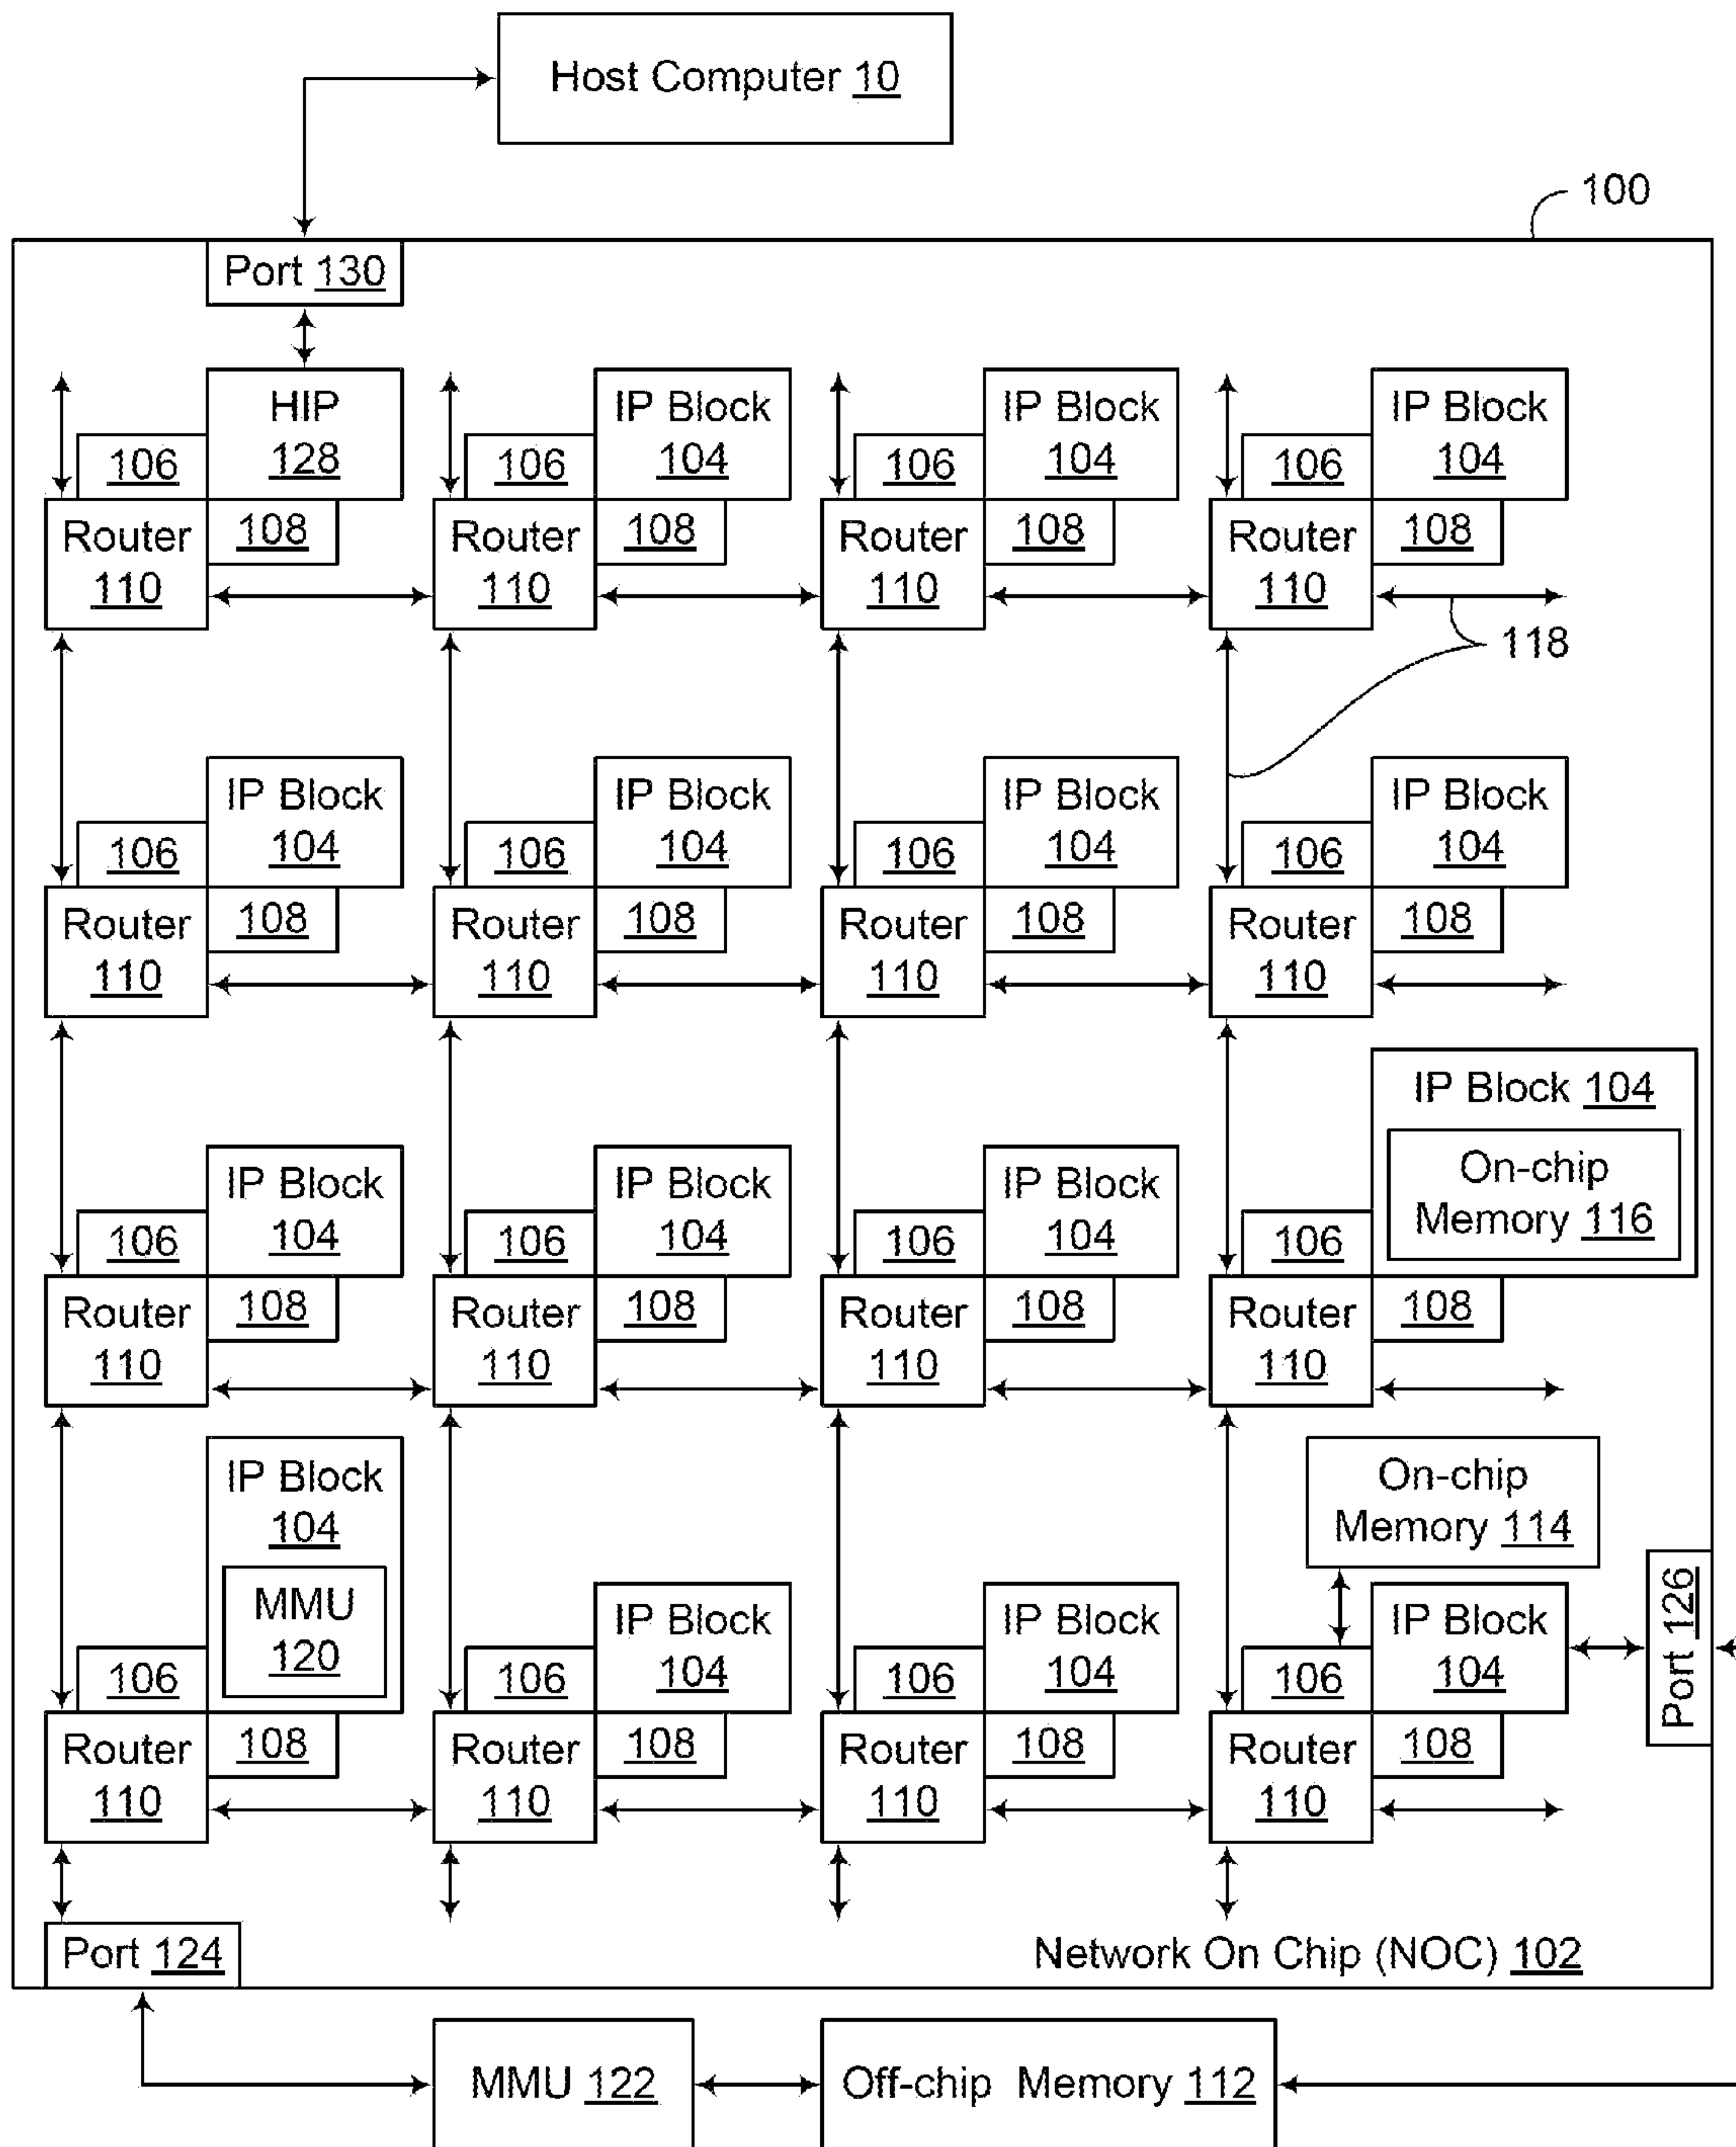 Host Computer 10
100
Port 130
HIP
128
106
Router
110
108
IP Block
104
106
Router
110
108
IP Block
104
106
Router
110
108
IP Block
104
106
Router
110
108
118
IP Block
104
106
Router
110
108
IP Block
104
106
Router
110
108
IP Block
104
106
Router
110
108
IP Block
104
106
Router
110
108
IP Block
104
106
Router
110
108
IP Block
104
106
Router
110
108
IP Block
104
106
Router
110
108
IP Block 104
On-chip
Memory 116
106
Router
110
108
IP Block
104
MMU
120
106
Router
110
108
IP Block
104
106
Router
110
108
IP Block
104
106
Router
110
108
On-chip
Memory 114
IP Block
104
106
Router
110
108
Port 126
Port 124
Network On Chip (NOC) 102
MMU 122
Off-chip Memory 112